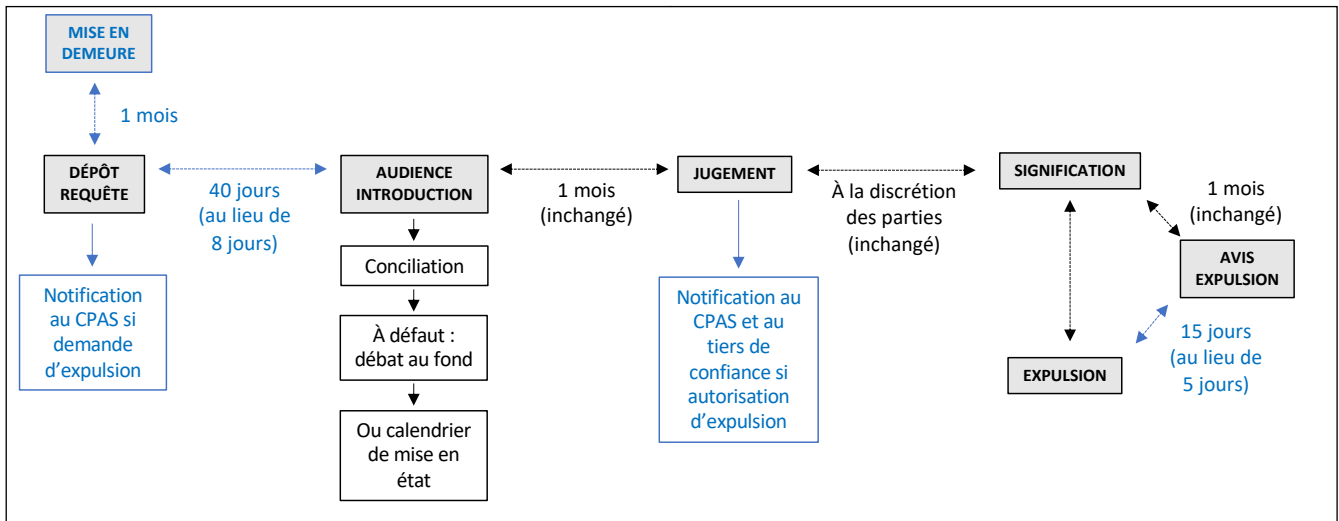 MISE EN
DEMEURE
1 mois
DÉPÔT
REQUÊTE
40 jours
(au lieu de
8 jours)
Notification
au CPAS si
demande
d’expulsion
AUDIENCE
INTRODUCTION
Conciliation
À défaut :
débat au fond
Ou calendrier
de mise en
état
1 mois
(inchangé)
JUGEMENT
Notification au
CPAS et au
tiers de
confiance si
autorisation
d’expulsion
À la discrétion
des parties
(inchangé)
SIGNIFICATION
1 mois
(inchangé)
AVIS
EXPULSION
15 jours
(au lieu de
5 jours)
EXPULSION